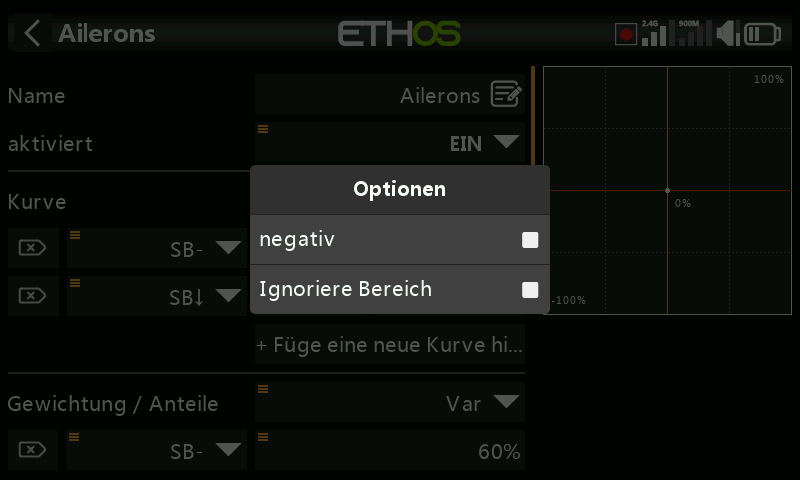 Ailerons
ETHOS
2.4G
900M
Name
Ailerons
100%
aktiviert
EIN
Optionen
Kurve
0%
negativ
SB-
Ignoriere Bereich
SB↓
-100%
+ Füge eine neue Kurve hi...
Gewichtung / Anteile
Var
SB-
60%